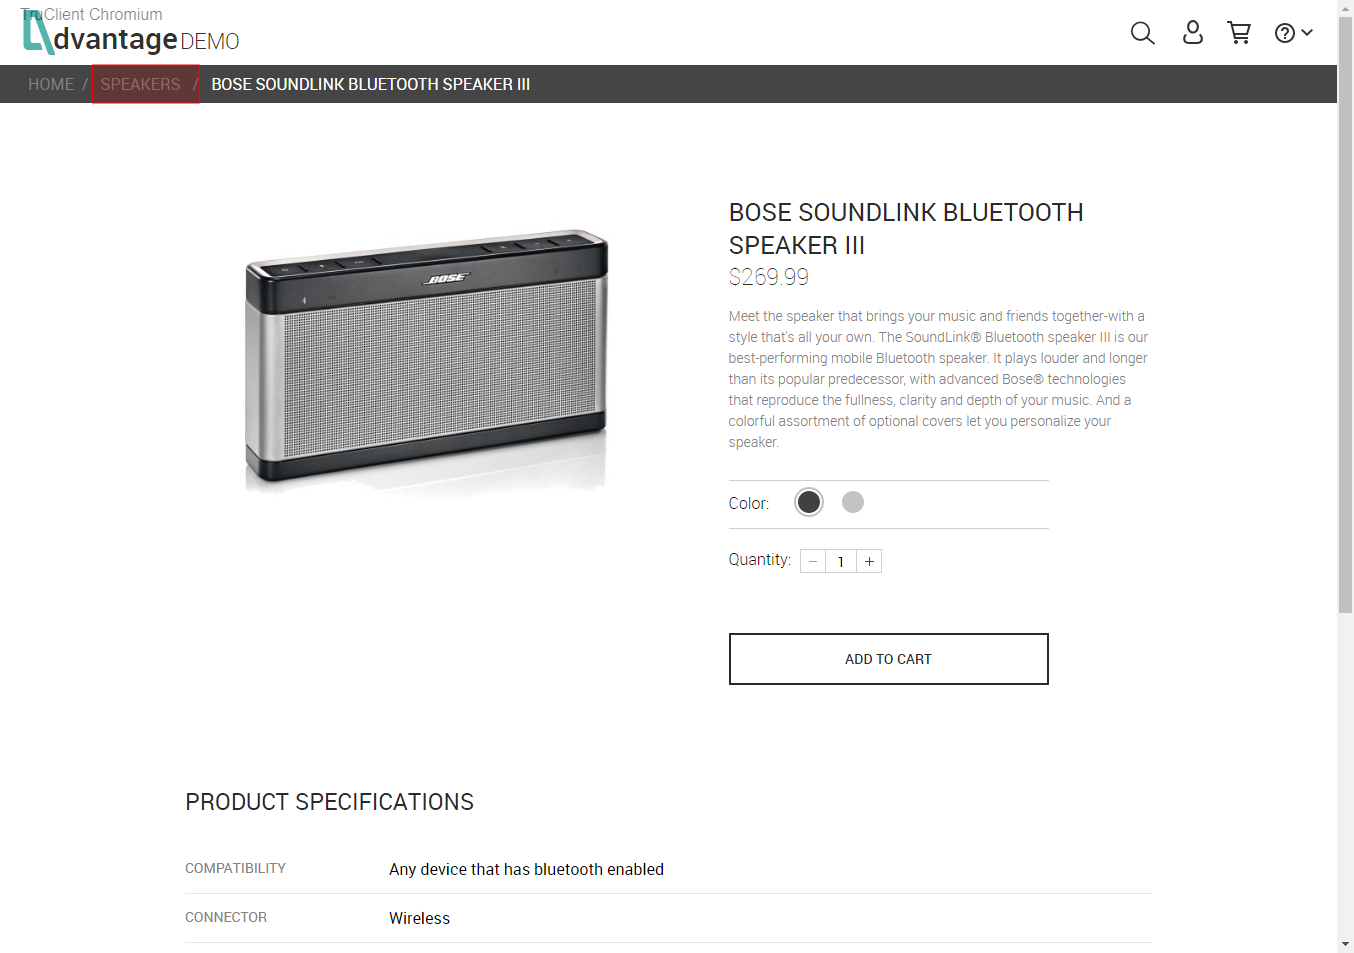 TruClient Chromium
dvantage DEMO
HOME / SPEAKERS / BOSE SOUNDLINK BLUETOOTH SPEAKER III
BOSE
BOSE SOUNDLINK BLUETOOTH
SPEAKER III
$269.99
Meet the speaker that brings your music and friends together-with a
style that's all your own. The SoundLink® Bluetooth speaker III is our
best-performing mobile Bluetooth speaker. It plays louder and longer
than its popular predecessor, with advanced Bose® technologies
that reproduce the fullness, clarity and depth of your music. And a
colorful assortment of optional covers let you personalize your
speaker.
Color:
Quantity: − 1 +
ADD TO CART
PRODUCT SPECIFICATIONS
COMPATIBILITY Any device that has bluetooth enabled
CONNECTOR Wireless